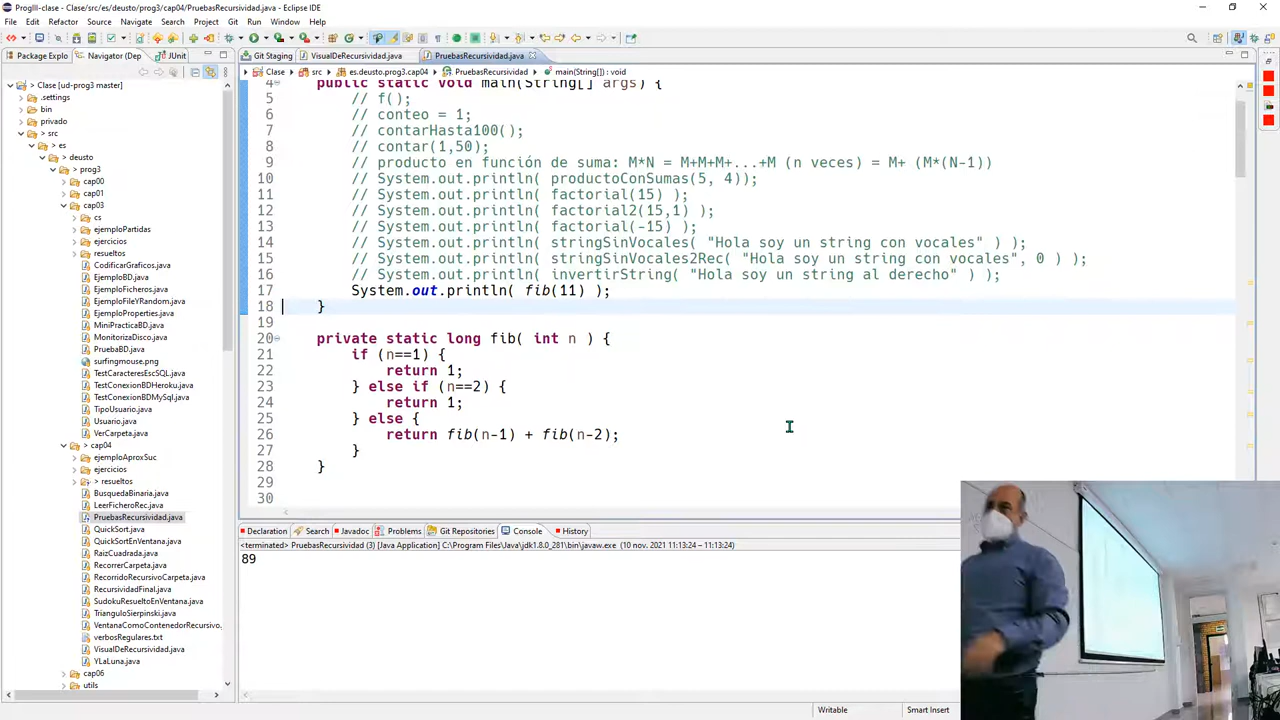 ProgIII-clase - Clase/src/es/deusto/prog3/cap04/PruebasRecursividad.java - Eclipse IDE
File Edit Refactor Source Navigate Search Project Git Run Window Help
Package Explo Navigator (Dep JUnit
Git Staging VisualDeRecursividad.java PruebasRecursividad.java
Clase src es.deusto.prog3.cap04 PruebasRecursividad main(String[]) : void
Clase [ud-prog3 master]
.settings
bin
privado
> src
> es
> deusto
> prog3
cap00
cap01
cap03
cs
ejemploPartidas
ejercicios
resueltos
CodificarGraficos.java
EjemploBD.java
EjemploFicheros.java
EjemploFileYRandom.java
EjemploProperties.java
MiniPracticaBD.java
MonitorizaDisco.java
PruebaBD.java
surfingmouse.png
TestCaracteresEscSQL.java
TestConexionBDHeroku.java
TestConexionBDMySql.java
TipoUsuario.java
Usuario.java
VerCarpeta.java
> cap04
ejemploAproxSuc
ejercicios
> resueltos
BusquedaBinaria.java
LeerFicheroRec.java
PruebasRecursividad.java
QuickSort.java
QuickSortEnVentana.java
RaizCuadrada.java
RecorrerCarpeta.java
RecorridoRecursivoCarpeta.java
RecursividadFinal.java
SudokuResueltoEnVentana.java
TrianguloSierpinski.java
VentanaComoContenedorRecursivo.
verbosRegulares.txt
VisualDeRecursividad.java
YLaLuna.java
cap06
utils
4 public static void main(String[] args) {
5 // f();
6 // conteo = 1;
7 // contarHasta100();
8 // contar(1,50);
9 // producto en función de suma: M*N = M+M+M+...+M (n veces) = M+ (M*(N-1))
10 // System.out.println( productoConSumas(5, 4));
11 // System.out.println( factorial(15) );
12 // System.out.println( factorial2(15,1) );
13 // System.out.println( factorial(-15) );
14 // System.out.println( stringSinVocales( "Hola soy un string con vocales" ) );
15 // System.out.println( stringSinVocales2Rec( "Hola soy un string con vocales", 0 ) );
16 // System.out.println( invertirString( "Hola soy un string al derecho" ) );
17 System.out.println( fib(11) );
18 }
19
20 private static long fib( int n ) {
21 if (n==1) {
22 return 1;
23 } else if (n==2) {
24 return 1;
25 } else {
26 return fib(n-1) + fib(n-2);
27 }
28 }
29
30
Declaration Search Javadoc Problems Git Repositories Console History
<terminated> PruebasRecursividad (3) [Java Application] C:\Program Files\Java\jdk1.8.0_281\bin\javaw.exe (10 nov. 2021 11:13:24 – 11:13:24)
89
Writable Smart Insert